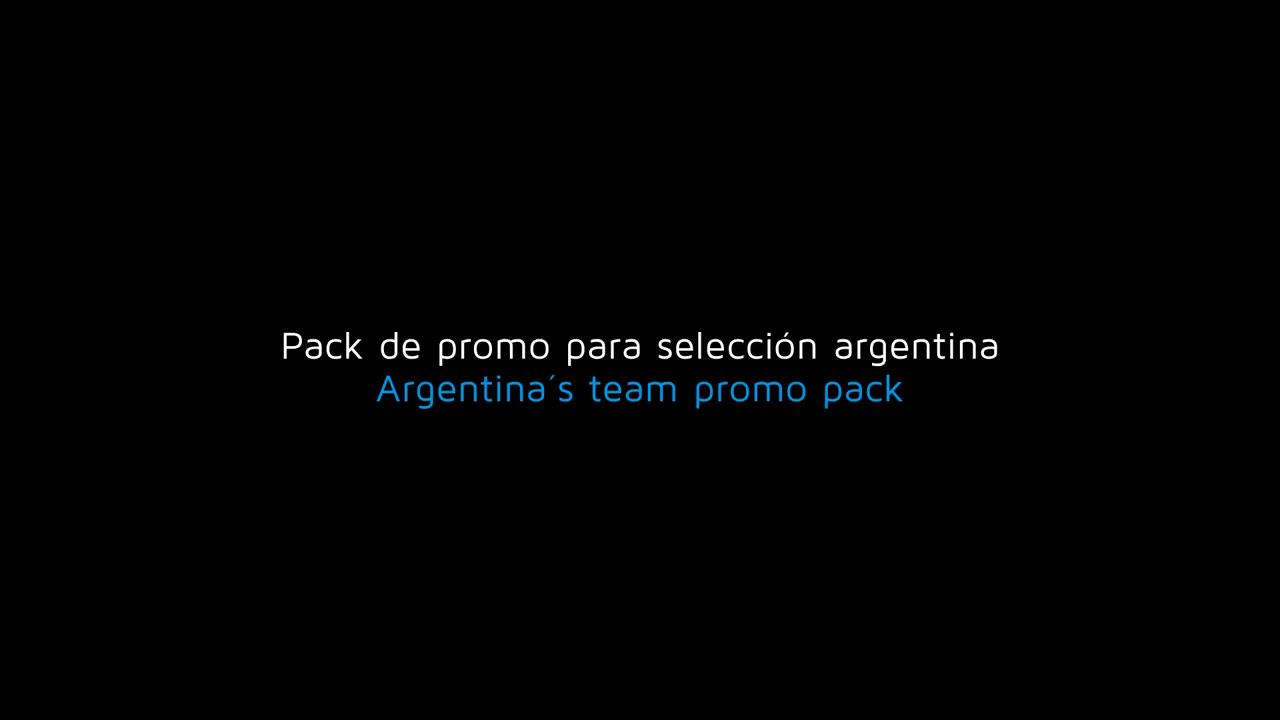 Pack de promo para selección argentina
Argentina´s team promo pack